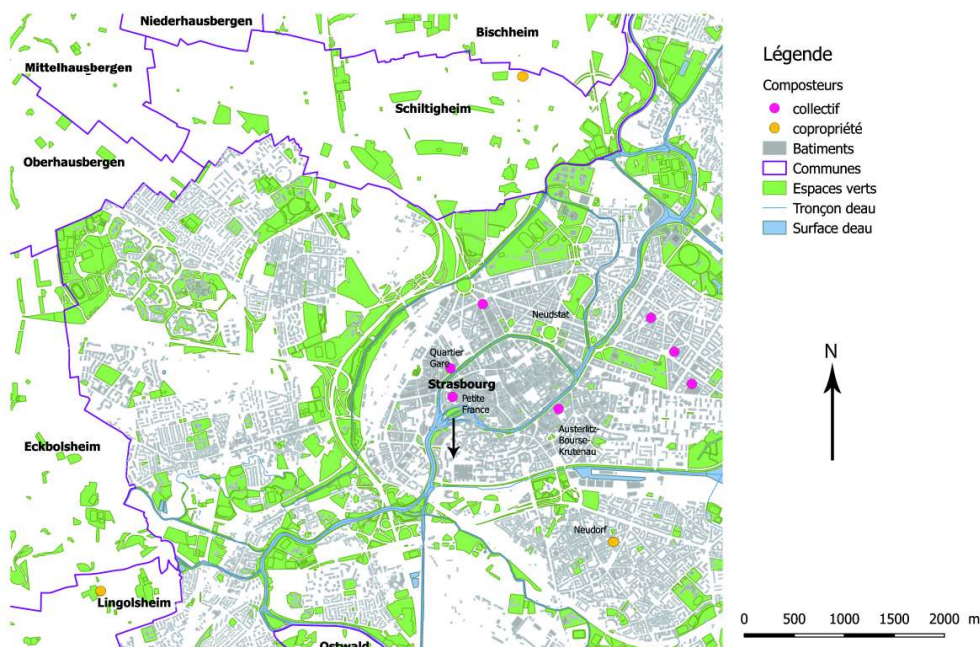 Niederhausbergen
Bischheim
Mittelhausbergen
Schiltigheim
Oberhausbergen
Neudstat
Quartier
Gare
Strasbourg
Petite
France
Austerlitz-
Bourse-
Krutenau
Eckbolsheim
Neudorf
Lingolsheim
Ostwald
Légende
Composteurs
collectif
copropriété
Batiments
Communes
Espaces verts
Tronçon deau
Surface deau
N
0 500 1000 1500 2000 m